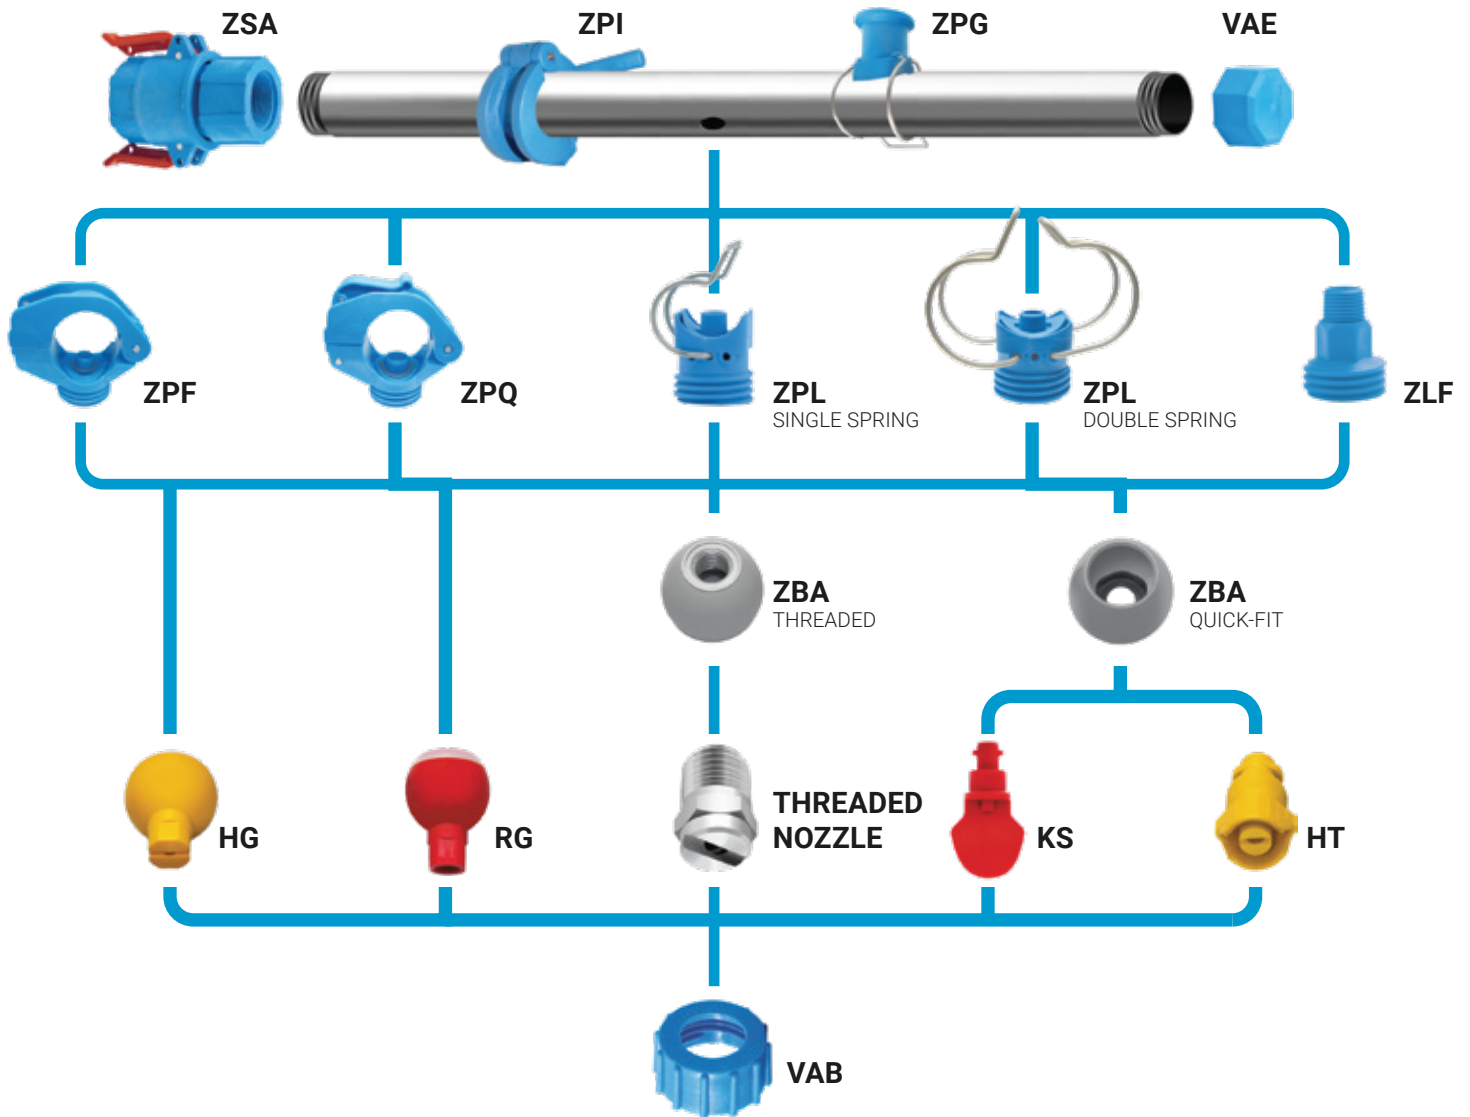 ZSA
ZPI
ZPG
VAE
ZPF
ZPQ
ZPL
SINGLE SPRING
ZPL
DOUBLE SPRING
ZLF
ZBA
THREADED
ZBA
QUICK-FIT
HG
RG
THREADED
NOZZLE
KS
HT
VAB